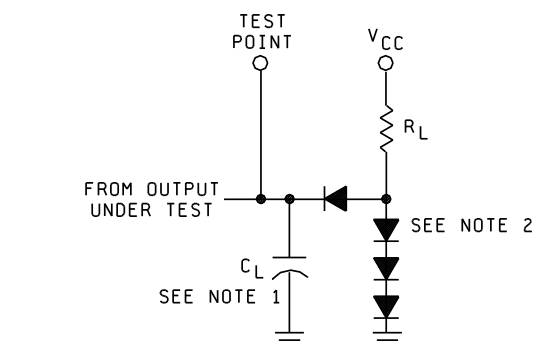 TEST
POINT
VCC
RL
FROM OUTPUT
UNDER TEST
SEE NOTE 2
CL
SEE NOTE 1